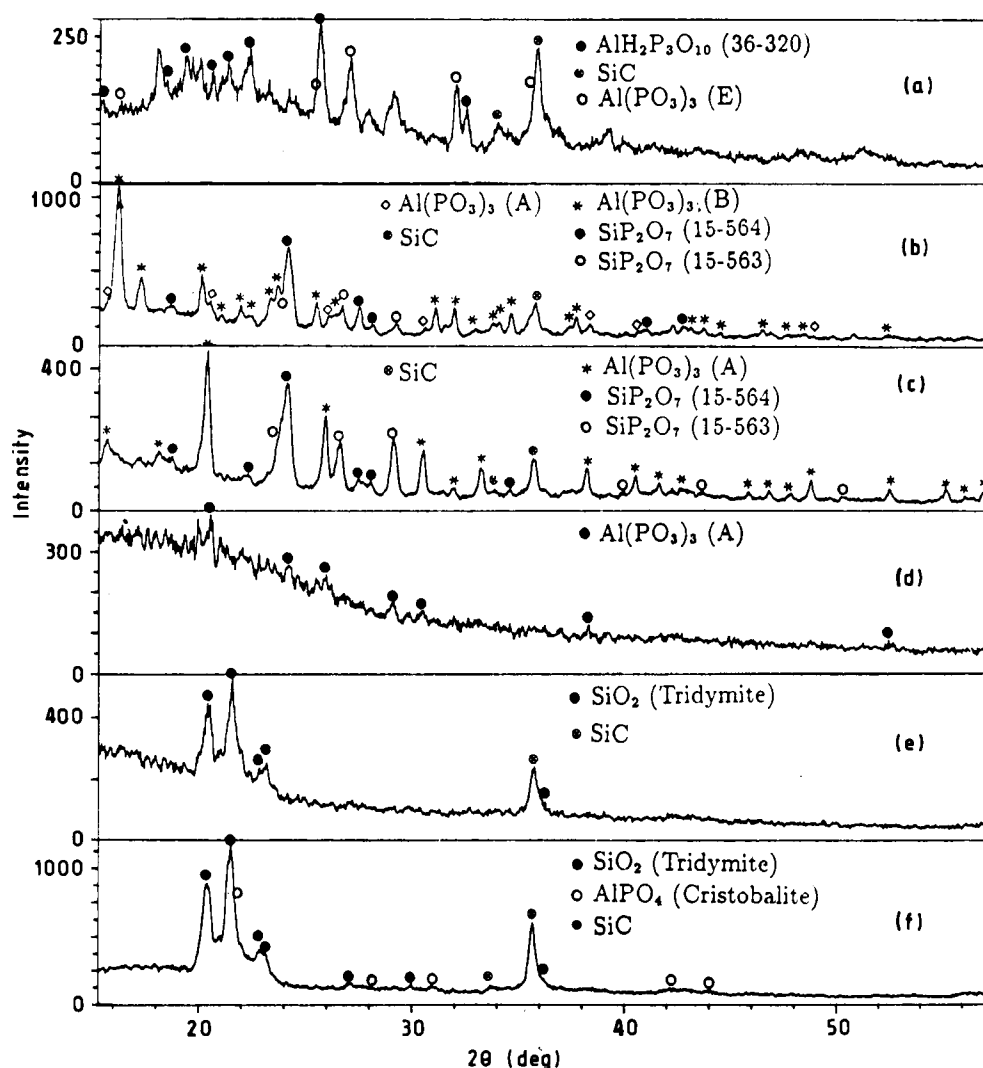 250
● AlH₂P₃O₁₀ (36-320)
⊛ SiC
○ Al(PO₃)₃ (E)
(a)
0
1000
◇ Al(PO₃)₃ (A)
⊛ SiC
* Al(PO₃)₃ (B)
● SiP₂O₇ (15-564)
○ SiP₂O₇ (15-563)
(b)
0
400
⊛ SiC
* Al(PO₃)₃ (A)
● SiP₂O₇ (15-564)
○ SiP₂O₇ (15-563)
(c)
0
Intensity
300
● Al(PO₃)₃ (A)
(d)
0
400
● SiO₂ (Tridymite)
⊛ SiC
(e)
0
1000
● SiO₂ (Tridymite)
○ AlPO₄ (Cristobalite)
● SiC
(f)
0
20 30 40 50
2θ (deg)